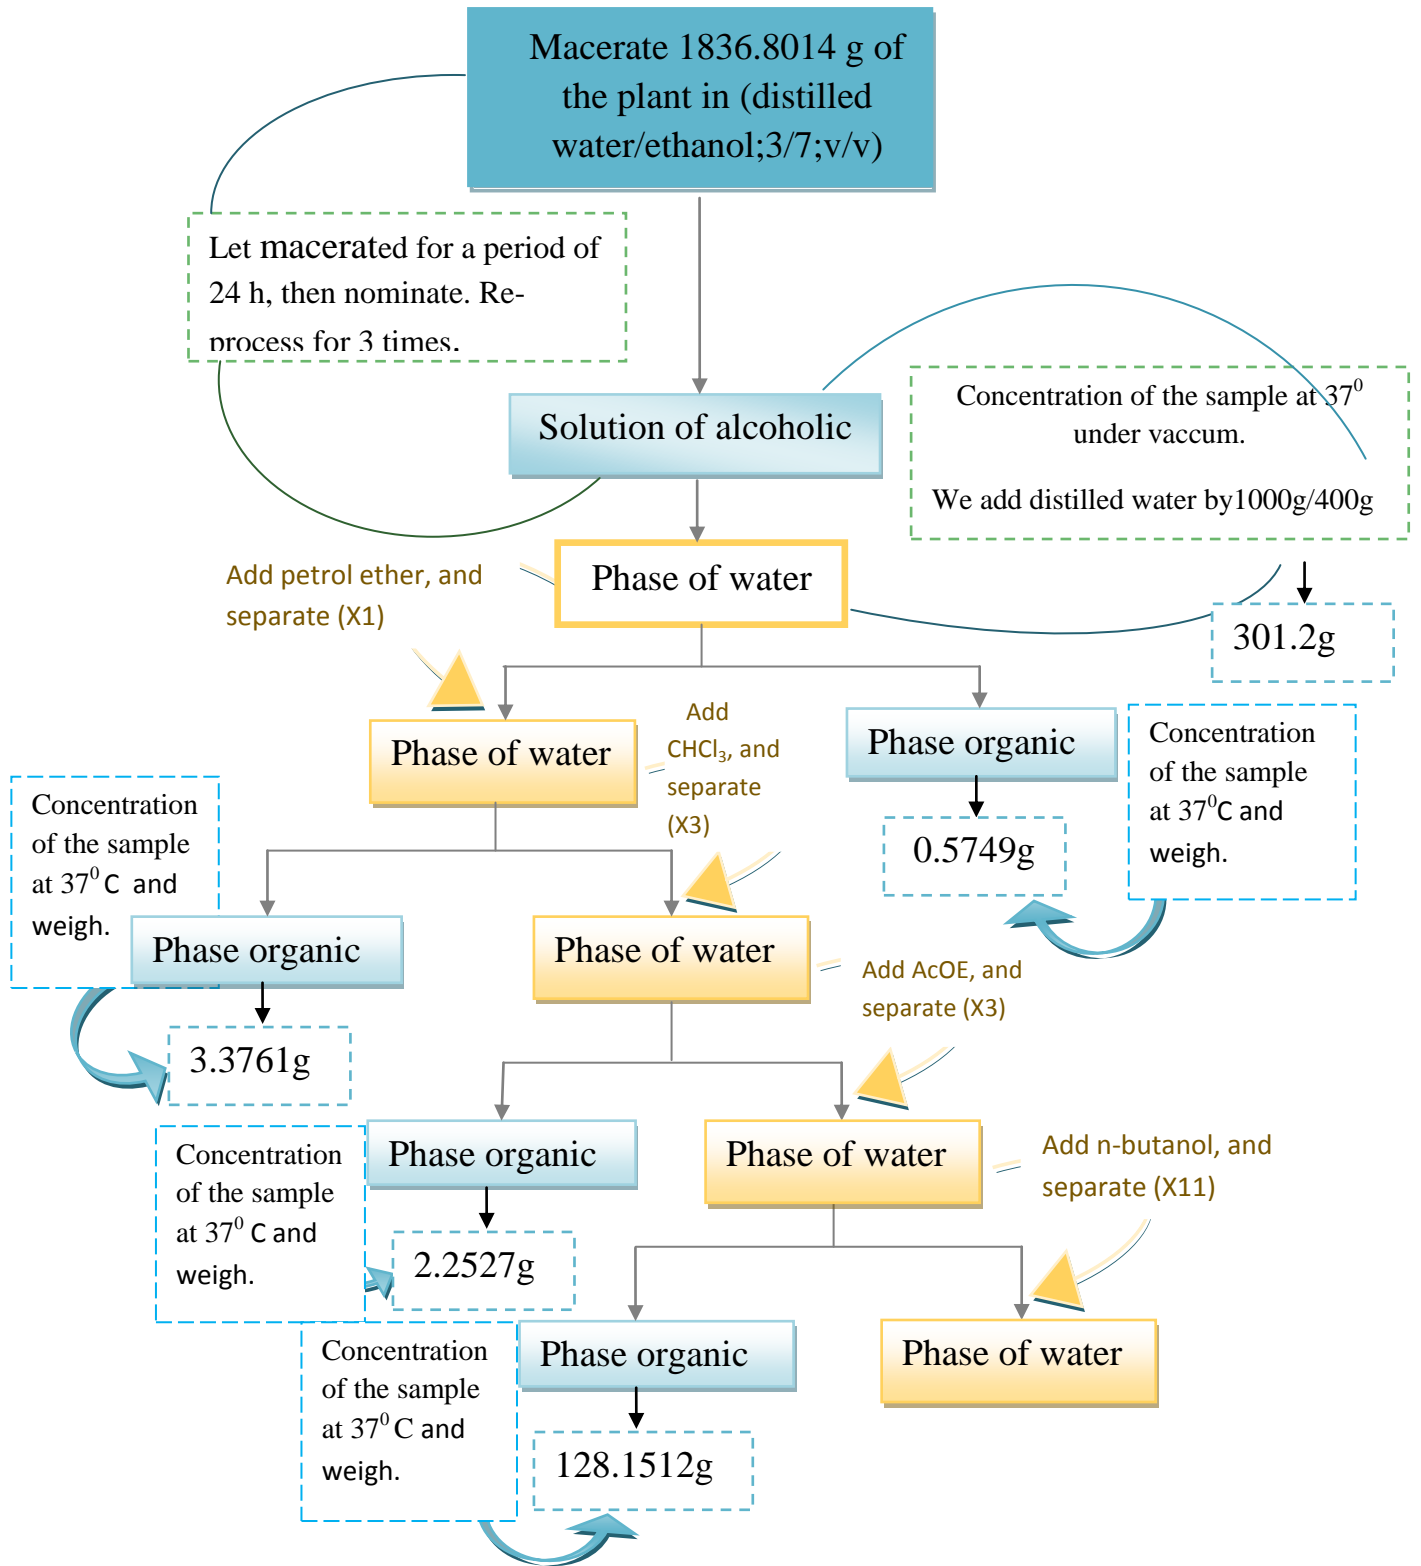 Macerate 1836.8014 g of
the plant in (distilled
water/ethanol;3/7;v/v)
Let macerated for a period of
24 h, then nominate. Re-
process for 3 times.
Solution of alcoholic
Concentration of the sample at 37⁰
under vaccum.
We add distilled water by1000g/400g
301.2g
Add petrol ether, and
separate (X1)
Phase of water
Phase of water
Add
CHCl₃, and
separate
(X3)
Phase organic
0.5749g
Concentration
of the sample
at 37⁰C and
weigh.
Concentration
of the sample
at 37⁰ C and
weigh.
Phase organic
3.3761g
Phase of water
Add AcOE, and
separate (X3)
Concentration
of the sample
at 37⁰ C and
weigh.
Phase organic
2.2527g
Phase of water
Add n-butanol, and
separate (X11)
Concentration
of the sample
at 37⁰ C and
weigh.
Phase organic
128.1512g
Phase of water